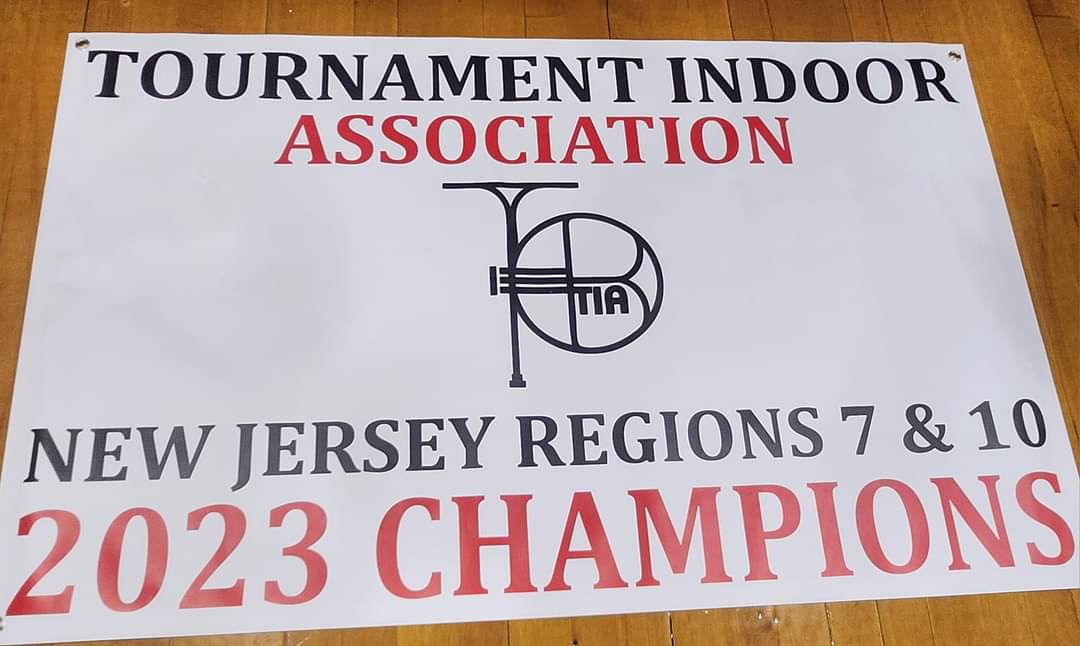 TOURNAMENT INDOOR
ASSOCIATION
TIA
NEW JERSEY REGIONS 7 & 10
2023 CHAMPIONS